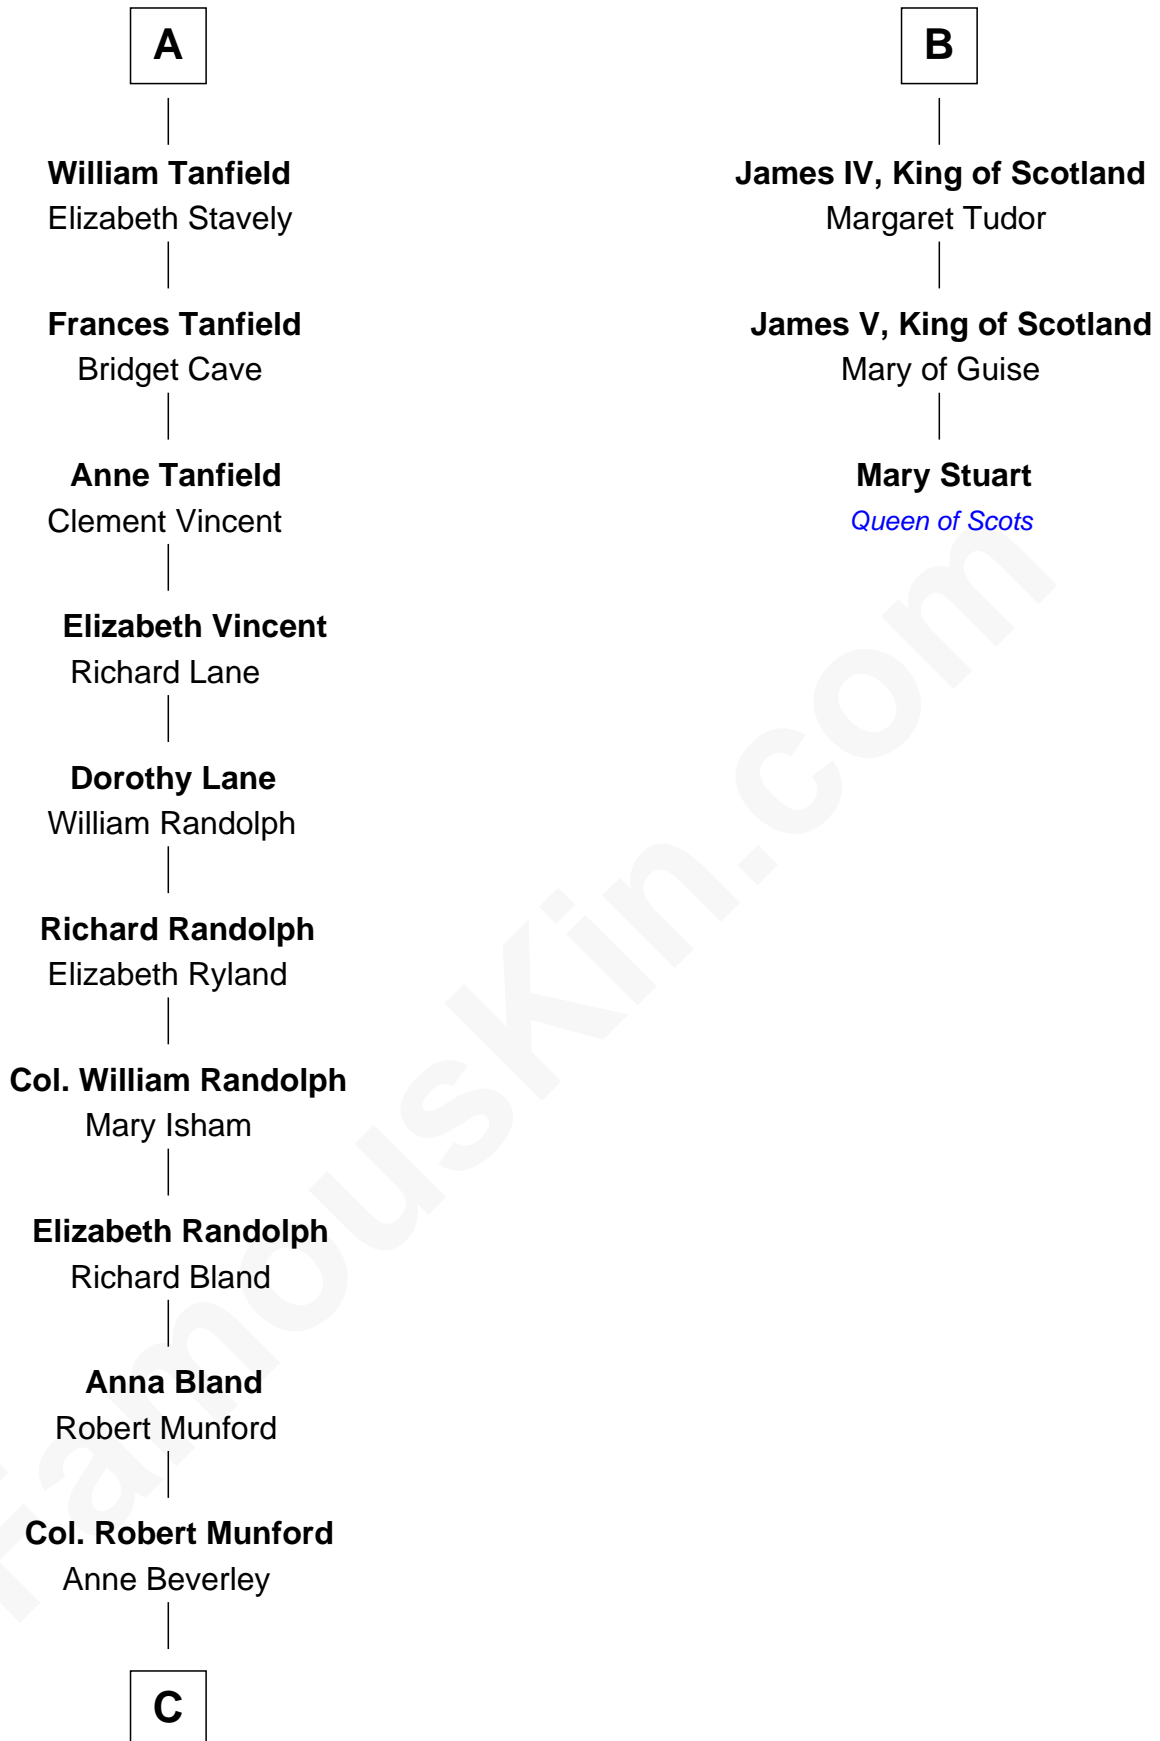 A
William Tanfield
Elizabeth Stavely
Frances Tanfield
Bridget Cave
Anne Tanfield
Clement Vincent
Elizabeth Vincent
Richard Lane
Dorothy Lane
William Randolph
Richard Randolph
Elizabeth Ryland
Col. William Randolph
Mary Isham
Elizabeth Randolph
Richard Bland
Anna Bland
Robert Munford
Col. Robert Munford
Anne Beverley
C
B
James IV, King of Scotland
Margaret Tudor
James V, King of Scotland
Mary of Guise
Mary Stuart
Queen of Scots
FamousKin.com